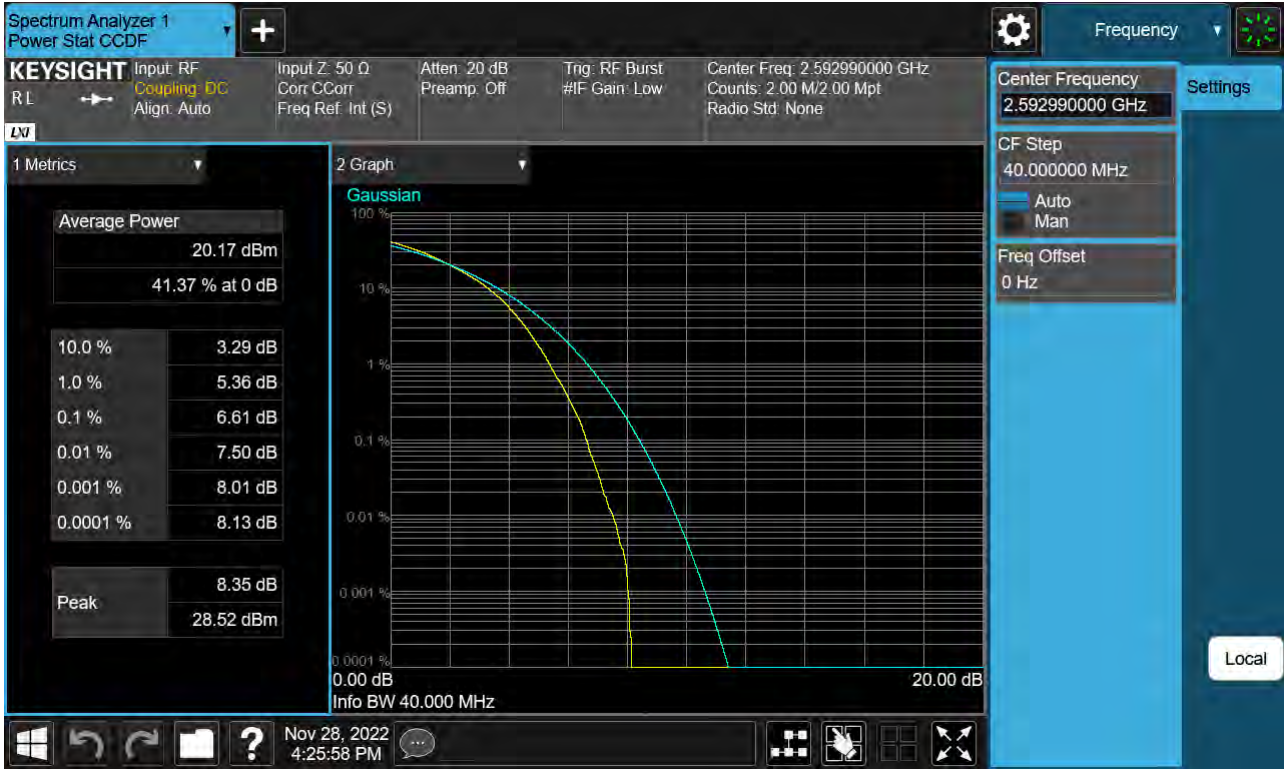 Spectrum Analyzer 1
Power Stat CCDF
+
Frequency
KEYSIGHT
R L
LXI
Input: RF
Coupling: DC
Align: Auto
Input Z: 50 Ω
Corr CCorr
Freq Ref: Int (S)
Atten: 20 dB
Preamp: Off
Trig: RF Burst
#IF Gain: Low
Center Freq: 2.592990000 GHz
Counts: 2.00 M/2.00 Mpt
Radio Std: None
Center Frequency
2.592990000 GHz
Settings
CF Step
40.000000 MHz
Auto
Man
Freq Offset
0 Hz
1 Metrics
Average Power
20.17 dBm
41.37 % at 0 dB
10.0 % 3.29 dB
1.0 % 5.36 dB
0.1 % 6.61 dB
0.01 % 7.50 dB
0.001 % 8.01 dB
0.0001 % 8.13 dB
Peak
8.35 dB
28.52 dBm
2 Graph
Gaussian
100 %
10 %
1 %
0.1 %
0.01 %
0.001 %
0.0001 %
0.00 dB 20.00 dB
Info BW 40.000 MHz
Local
?
Nov 28, 2022
4:25:58 PM